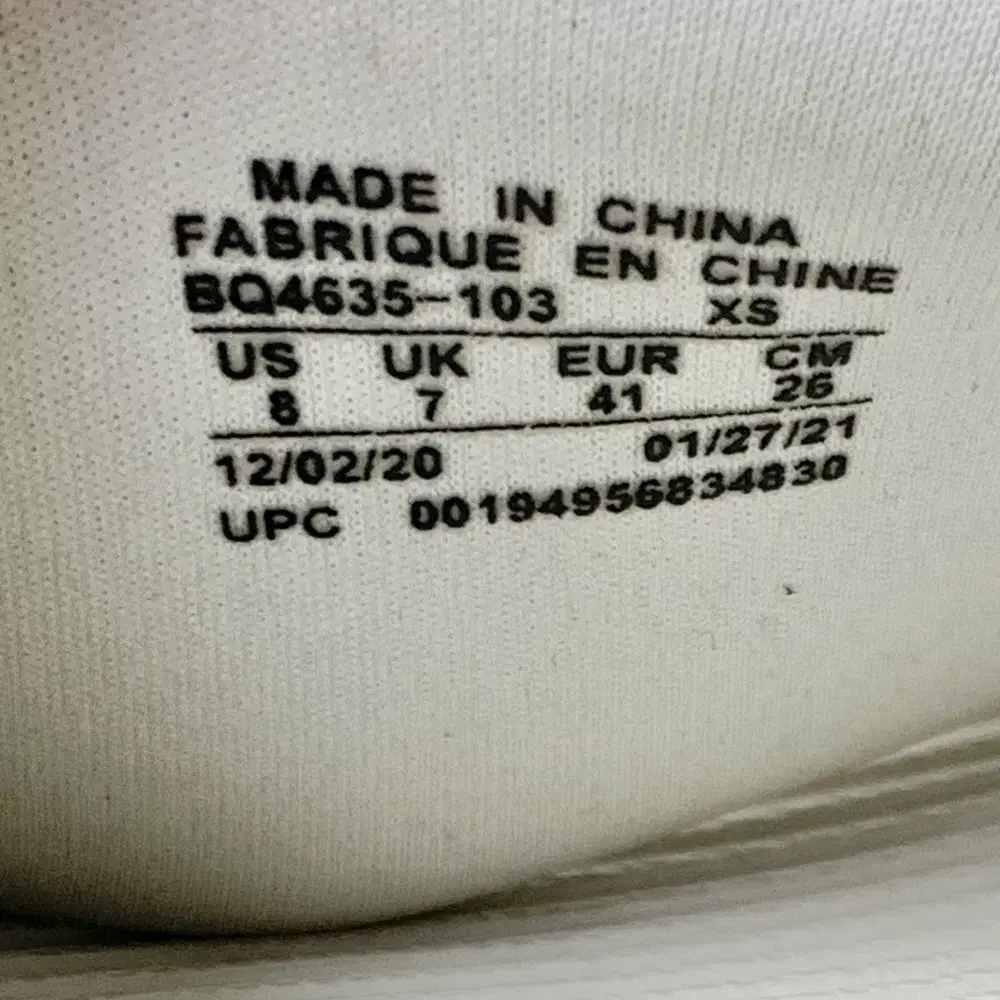 MADE IN CHINA
FABRIQUE EN CHINE
BQ4635-103 XS
US UK EUR CM
8 7 41 26
12/02/20 01/27/21
UPC 00194956834830